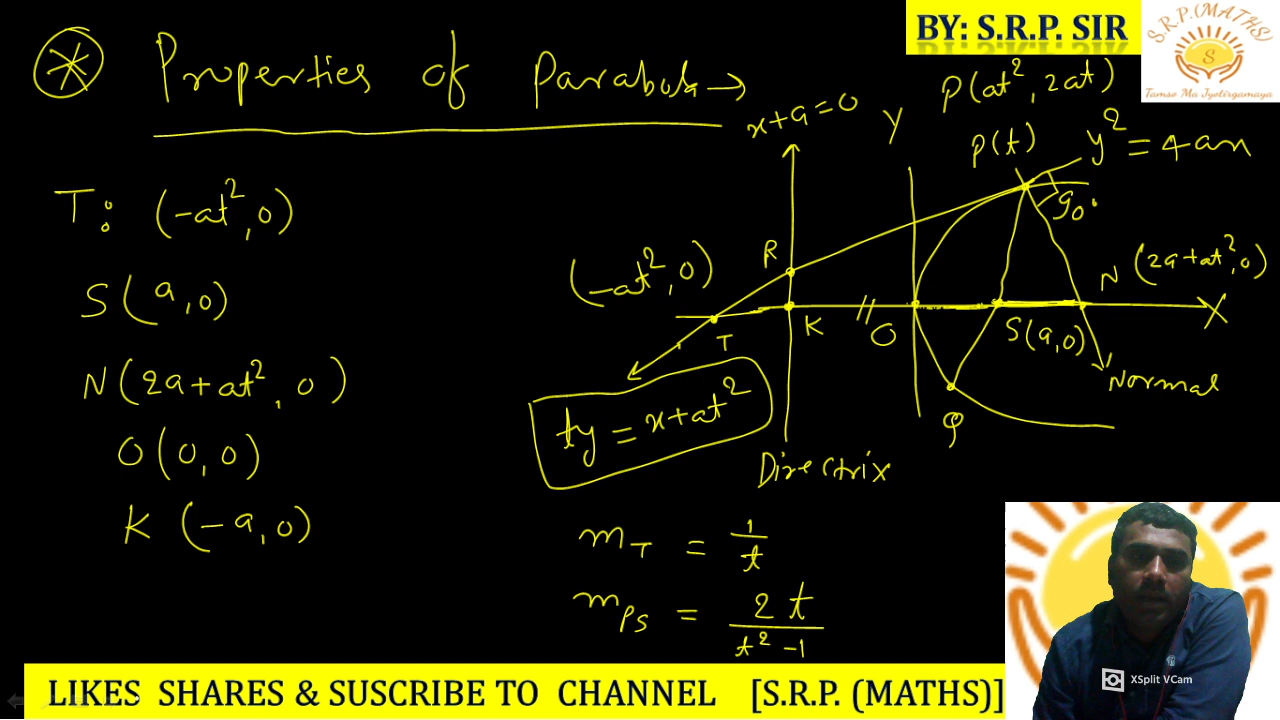 BY: S.R.P. SIR
S.R.P.(MATHS)
S
Tamso Ma Jyotirgamaya
* Properties of Parabola →
T: (-at², 0)
S(a, 0)
N(2a+at², 0)
O(0, 0)
K (-a, 0)
x+a=0
Y
P(at², 2at)
P(t)
y² = 4ax
90°
R
(-at², 0)
N (2a+at², 0)
T
K
O
S(a, 0)
X
Normal
Q
ty = x+at²
Directrix
m_T = 1/t
m_PS = 2t/(t²-1)
XSplit VCam
LIKES SHARES & SUSCRIBE TO CHANNEL [S.R.P. (MATHS)]